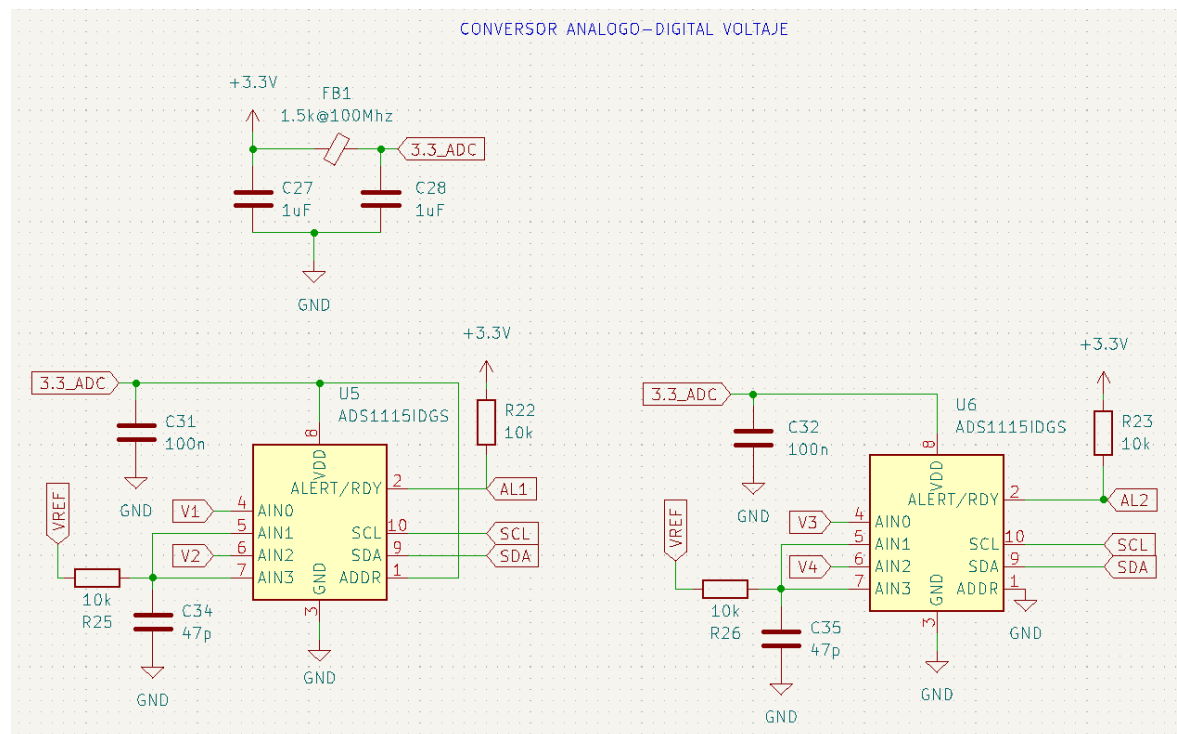 CONVERSOR ANALOGO-DIGITAL VOLTAJE
+3.3V
FB1
1.5k@100Mhz
3.3_ADC
C27
1uF
C28
1uF
GND
3.3_ADC
C31
100n
GND
U5
ADS1115IDGS
+3.3V
R22
10k
8
VDD
ALERT/RDY
2
AL1
VREF
V1
4
AIN0
5
AIN1
SCL
10
SCL
V2
6
AIN2
SDA
9
SDA
7
AIN3
GND
ADDR
1
3
10k
R25
C34
47p
GND
GND
3.3_ADC
C32
100n
GND
U6
ADS1115IDGS
+3.3V
R23
10k
8
VDD
ALERT/RDY
2
AL2
VREF
V3
4
AIN0
5
AIN1
SCL
10
SCL
V4
6
AIN2
SDA
9
SDA
7
AIN3
GND
ADDR
1
GND
3
10k
R26
C35
47p
GND
GND